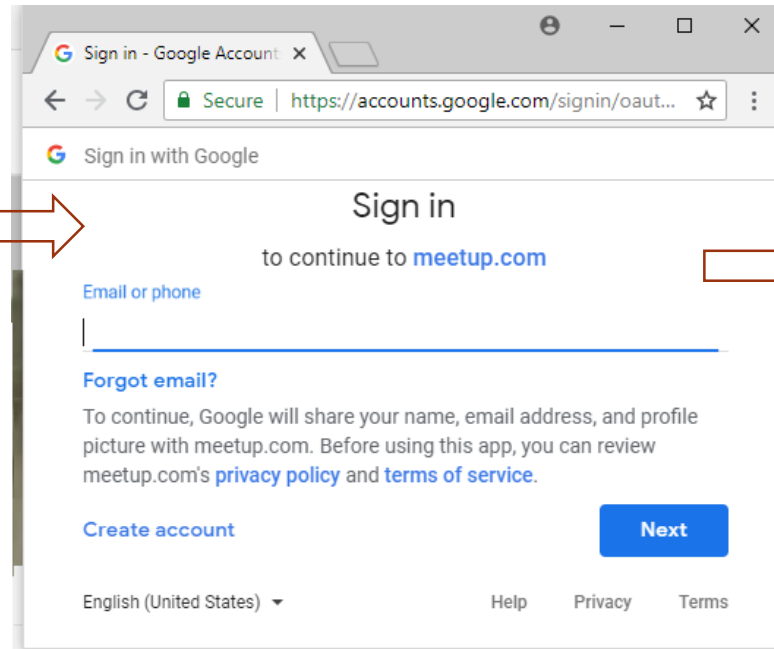 Sign in - Google Account
Secure | https://accounts.google.com/signin/oaut...
Sign in with Google
Sign in
to continue to meetup.com
Email or phone
Forgot email?
To continue, Google will share your name, email address, and profile
picture with meetup.com. Before using this app, you can review
meetup.com's privacy policy and terms of service.
Create account
Next
English (United States)
Help Privacy Terms